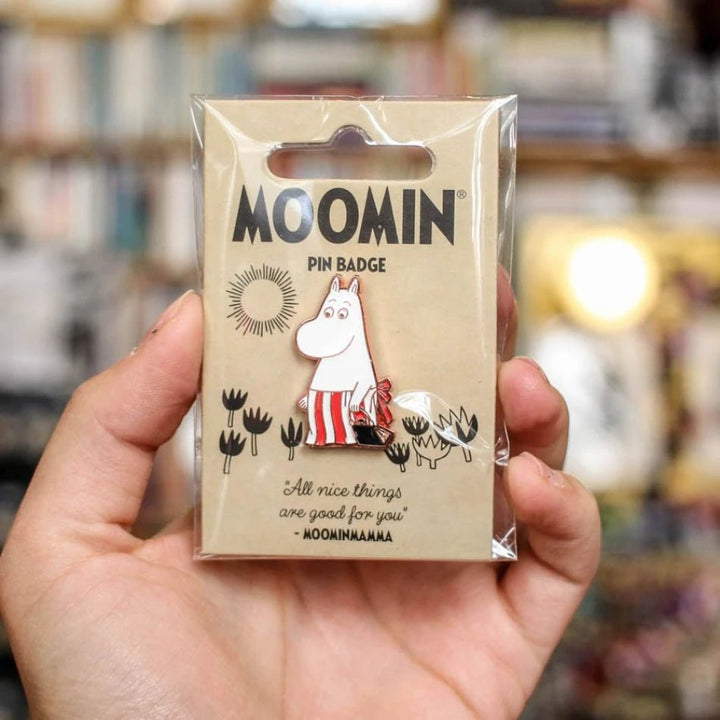 MOOMIN®
PIN BADGE
"All nice things
are good for you"
- MOOMINMAMMA